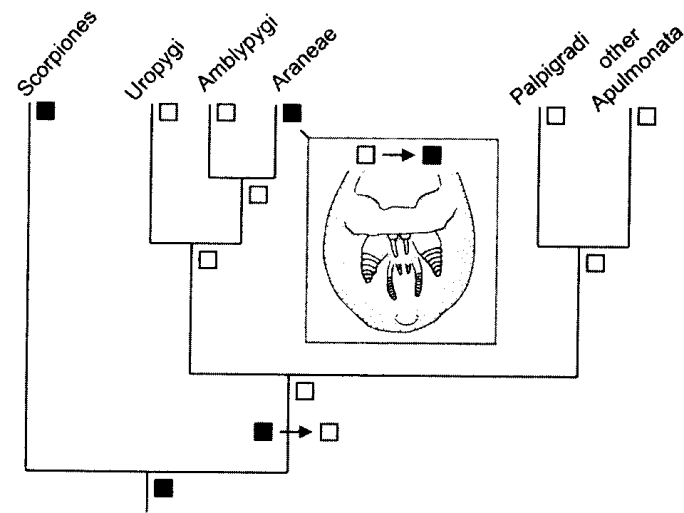 Scorpiones
Uropygi
Amblypygi
Araneae
Palpigradi
other
Apulmonata